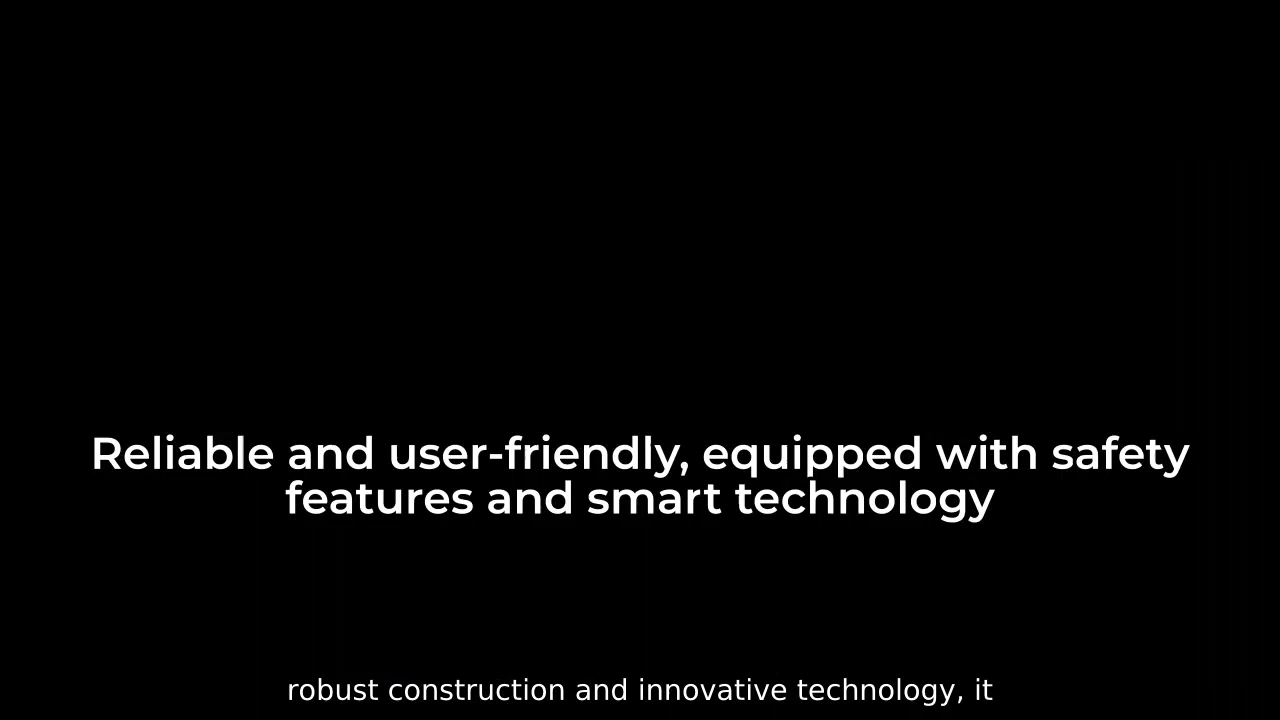 Reliable and user-friendly, equipped with safety
features and smart technology
robust construction and innovative technology, it